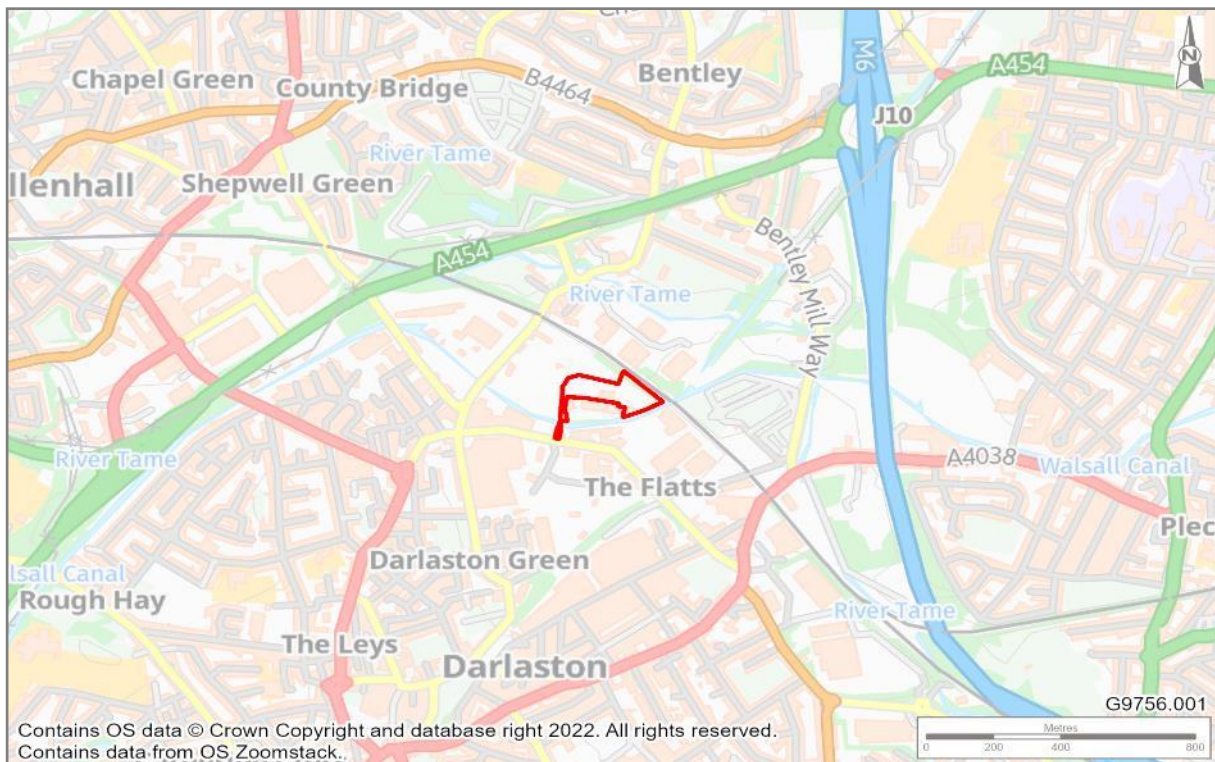 Bentley
M6
A454
N
Chapel Green
County Bridge
B4464
J10
River Tame
llenhall
Shepwell Green
A454
Bentley Mill Way
River Tame
River Tame
A4038
Walsall Canal
The Flatts
Plec
Darlaston Green
lsall Canal
Rough Hay
River Tame
The Leys
Darlaston
G9756.001
Contains OS data © Crown Copyright and database right 2022. All rights reserved.
Contains data from OS Zoomstack.
Metres
0 200 400 800